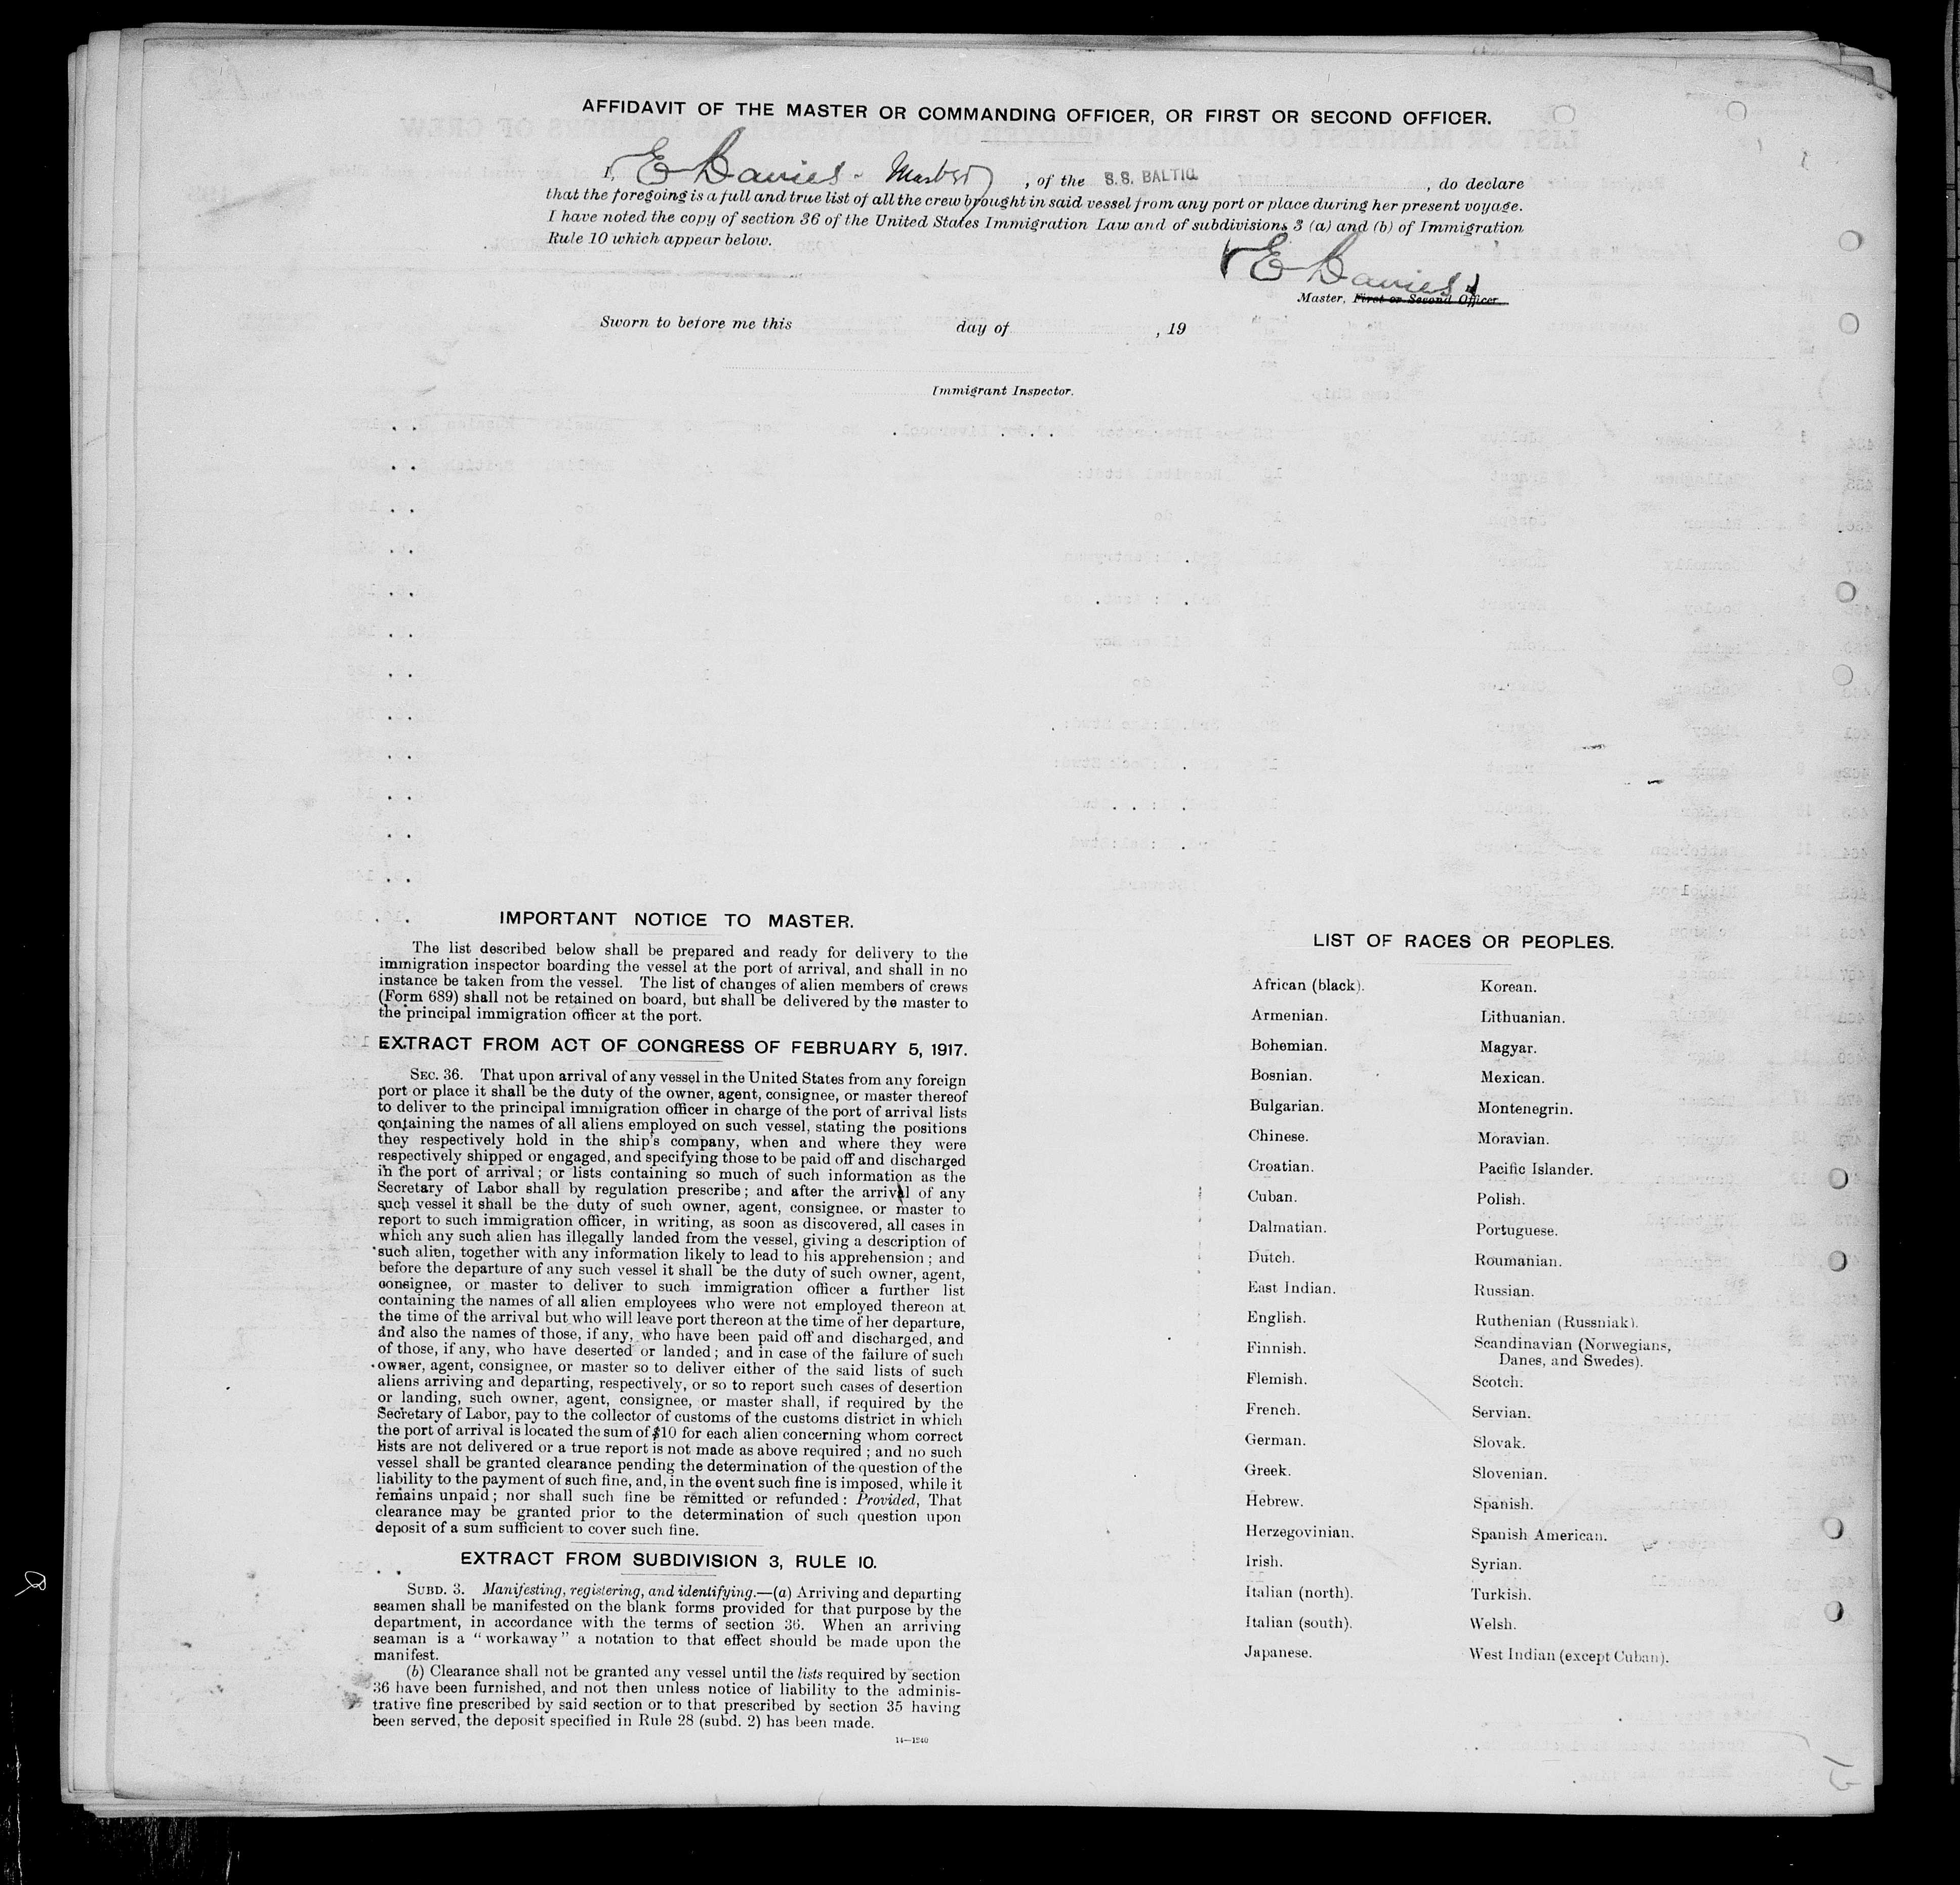 AFFIDAVIT OF THE MASTER OR COMMANDING OFFICER, OR FIRST OR SECOND OFFICER.
I, E Davies - Master, of the S.S. BALTIC, do declare
that the foregoing is a full and true list of all the crew brought in said vessel from any port or place during her present voyage.
I have noted the copy of section 36 of the United States Immigration Law and of subdivisions 3 (a) and (b) of Immigration
Rule 10 which appear below.
E Davies
Master, First or Second Officer
Sworn to before me this day of , 19
Immigrant Inspector.
IMPORTANT NOTICE TO MASTER.
The list described below shall be prepared and ready for delivery to the
immigration inspector boarding the vessel at the port of arrival, and shall in no
instance be taken from the vessel. The list of changes of alien members of crews
(Form 689) shall not be retained on board, but shall be delivered by the master to
the principal immigration officer at the port.
EXTRACT FROM ACT OF CONGRESS OF FEBRUARY 5, 1917.
SEC. 36. That upon arrival of any vessel in the United States from any foreign
port or place it shall be the duty of the owner, agent, consignee, or master thereof
to deliver to the principal immigration officer in charge of the port of arrival lists
containing the names of all aliens employed on such vessel, stating the positions
they respectively hold in the ship's company, when and where they were
respectively shipped or engaged, and specifying those to be paid off and discharged
in the port of arrival; or lists containing so much of such information as the
Secretary of Labor shall by regulation prescribe; and after the arrival of any
such vessel it shall be the duty of such owner, agent, consignee, or master to
report to such immigration officer, in writing, as soon as discovered, all cases in
which any such alien has illegally landed from the vessel, giving a description of
such alien, together with any information likely to lead to his apprehension; and
before the departure of any such vessel it shall be the duty of such owner, agent,
consignee, or master to deliver to such immigration officer a further list
containing the names of all alien employees who were not employed thereon at
the time of the arrival but who will leave port thereon at the time of her departure,
and also the names of those, if any, who have been paid off and discharged, and
of those, if any, who have deserted or landed; and in case of the failure of such
owner, agent, consignee, or master so to deliver either of the said lists of such
aliens arriving and departing, respectively, or so to report such cases of desertion
or landing, such owner, agent, consignee, or master shall, if required by the
Secretary of Labor, pay to the collector of customs of the customs district in which
the port of arrival is located the sum of $10 for each alien concerning whom correct
lists are not delivered or a true report is not made as above required; and no such
vessel shall be granted clearance pending the determination of the question of the
liability to the payment of such fine, and, in the event such fine is imposed, while it
remains unpaid; nor shall such fine be remitted or refunded: Provided, That
clearance may be granted prior to the determination of such question upon
deposit of a sum sufficient to cover such fine.
EXTRACT FROM SUBDIVISION 3, RULE 10.
SUBD. 3. Manifesting, registering, and identifying.—(a) Arriving and departing
seamen shall be manifested on the blank forms provided for that purpose by the
department, in accordance with the terms of section 36. When an arriving
seaman is a "workaway" a notation to that effect should be made upon the
manifest.
(b) Clearance shall not be granted any vessel until the lists required by section
36 have been furnished, and not then unless notice of liability to the adminis-
trative fine prescribed by said section or to that prescribed by section 35 having
been served, the deposit specified in Rule 28 (subd. 2) has been made.
14—1240
LIST OF RACES OR PEOPLES.
African (black).
Armenian.
Bohemian.
Bosnian.
Bulgarian.
Chinese.
Croatian.
Cuban.
Dalmatian.
Dutch.
East Indian.
English.
Finnish.
Flemish.
French.
German.
Greek.
Hebrew.
Herzegovinian.
Irish.
Italian (north).
Italian (south).
Japanese.
Korean.
Lithuanian.
Magyar.
Mexican.
Montenegrin.
Moravian.
Pacific Islander.
Polish.
Portuguese.
Roumanian.
Russian.
Ruthenian (Russniak).
Scandinavian (Norwegians,
Danes, and Swedes).
Scotch.
Servian.
Slovak.
Slovenian.
Spanish.
Spanish American.
Syrian.
Turkish.
Welsh.
West Indian (except Cuban).